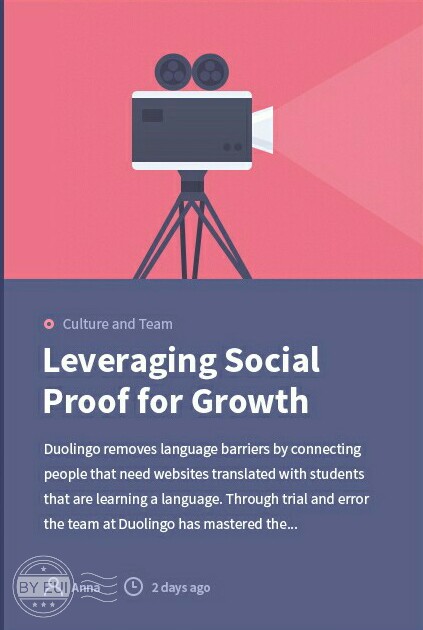 Culture and Team
Leveraging Social
Proof for Growth
Duolingo removes language barriers by connecting
people that need websites translated with students
that are learning a language. Through trial and error
the team at Duolingo has mastered the...
Anna
2 days ago
BY